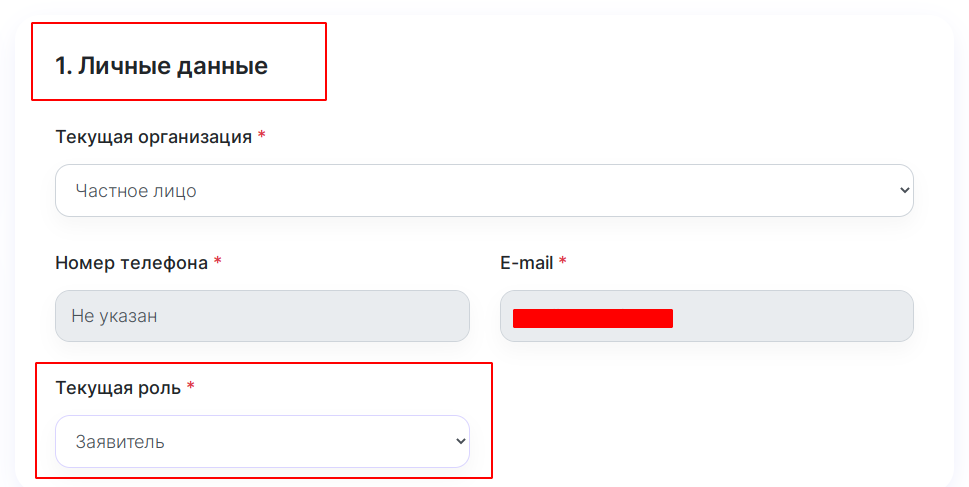 1. Личные данные
Текущая организация *
Частное лицо
Номер телефона * E-mail *
Не указан
Текущая роль *
Заявитель